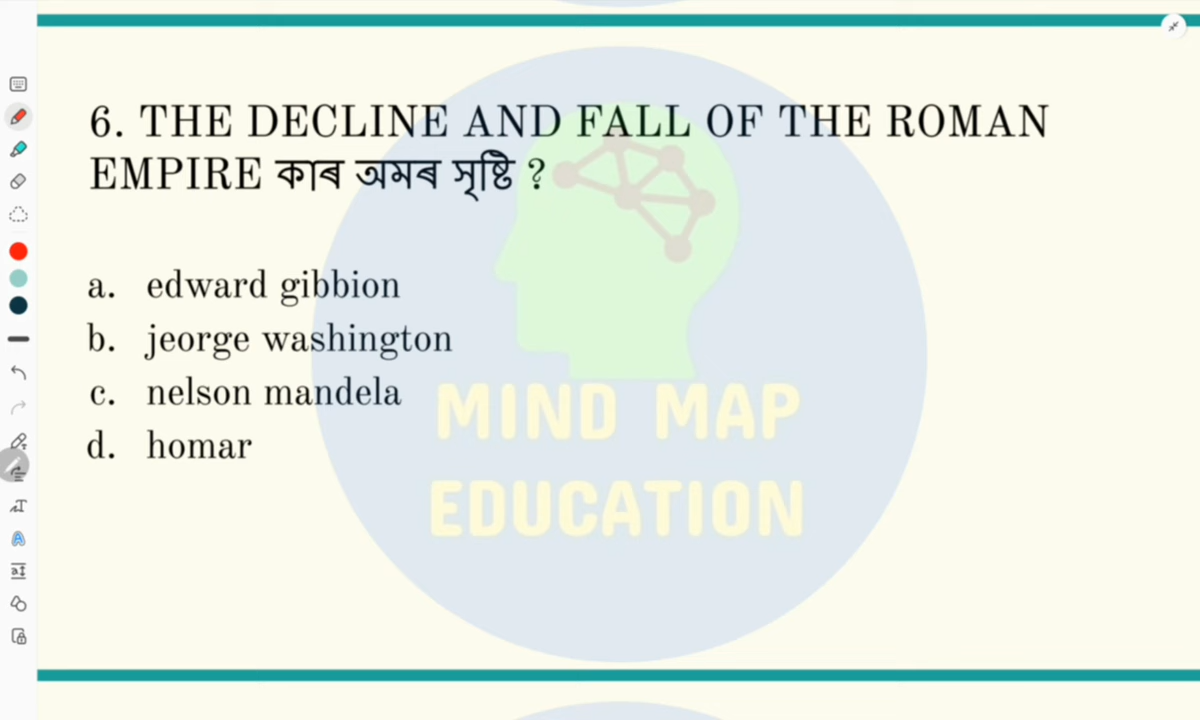 6. THE DECLINE AND FALL OF THE ROMAN
EMPIRE কাৰ অমৰ সৃষ্টি ?
a. edward gibbion
b. jeorge washington
c. nelson mandela
d. homar
MIND MAP
EDUCATION